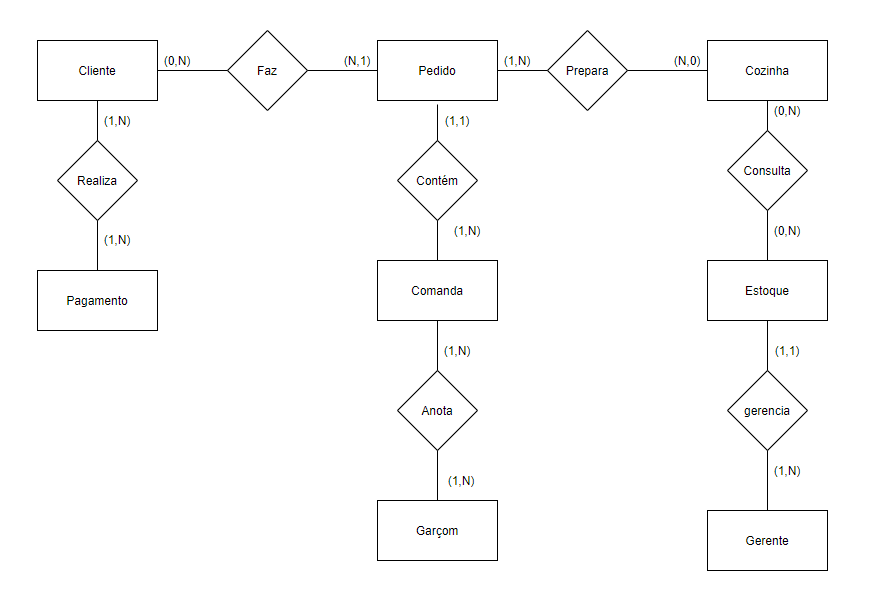 Cliente
(0,N)
Faz
(N,1)
Pedido
(1,N)
Prepara
(N,0)
Cozinha
(1,N)
Realiza
(1,N)
Pagamento
(1,1)
Contém
(1,N)
Comanda
(1,N)
Anota
(1,N)
Garçom
(0,N)
Consulta
(0,N)
Estoque
(1,1)
gerencia
(1,N)
Gerente